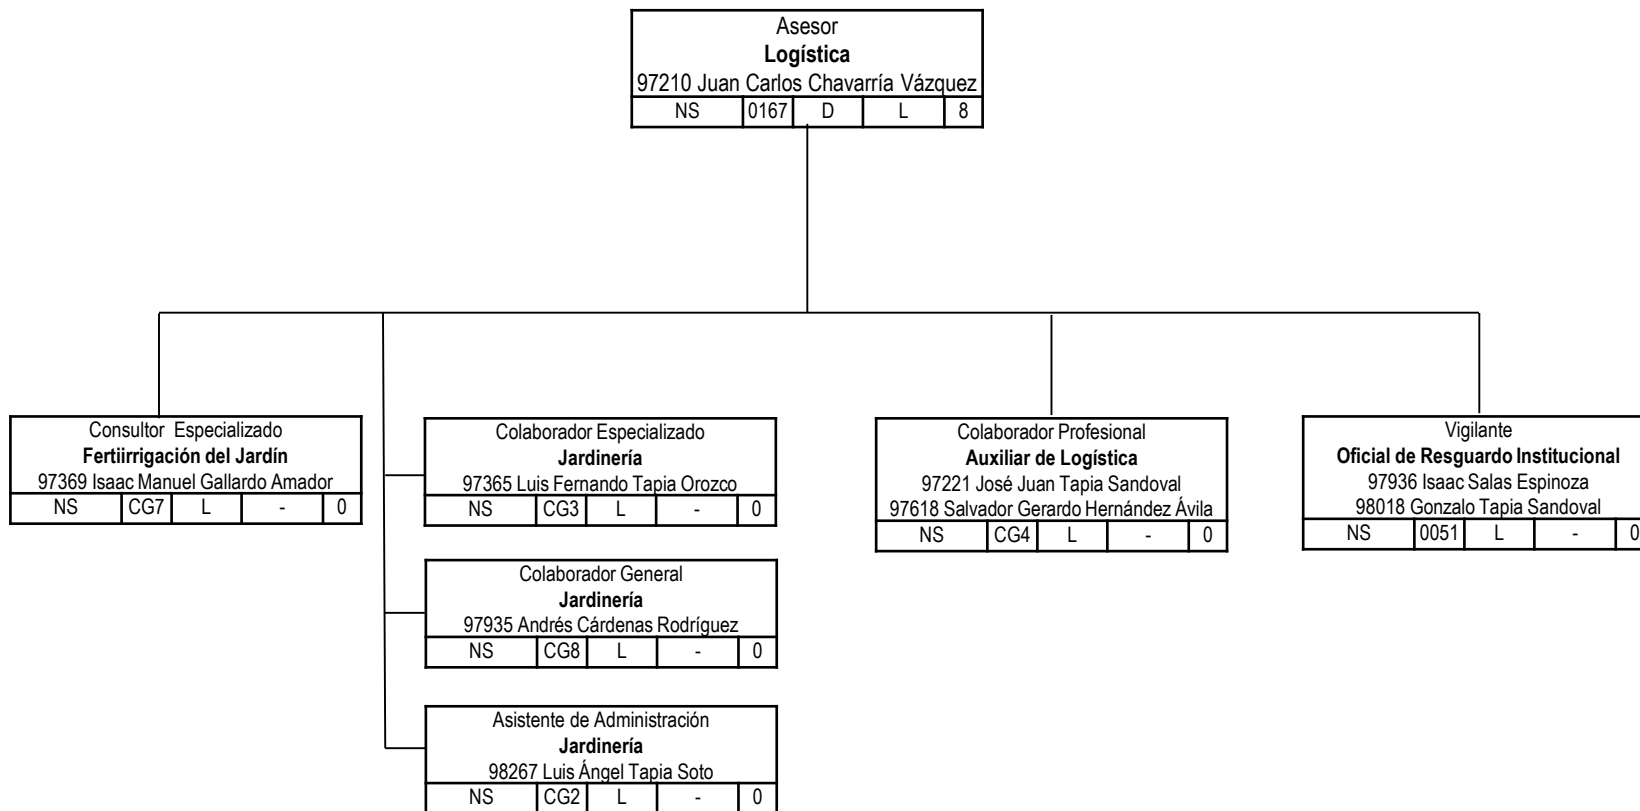 Asesor
Logística
97210 Juan Carlos Chavarría Vázquez
NS 0167 D L 8
Consultor Especializado
Fertiirrigación del Jardín
97369 Isaac Manuel Gallardo Amador
NS CG7 L - 0
Colaborador Especializado
Jardinería
97365 Luis Fernando Tapia Orozco
NS CG3 L - 0
Colaborador General
Jardinería
97935 Andrés Cárdenas Rodríguez
NS CG8 L - 0
Asistente de Administración
Jardinería
98267 Luis Ángel Tapia Soto
NS CG2 L - 0
Colaborador Profesional
Auxiliar de Logística
97221 José Juan Tapia Sandoval
97618 Salvador Gerardo Hernández Ávila
NS CG4 L - 0
Vigilante
Oficial de Resguardo Institucional
97936 Isaac Salas Espinoza
98018 Gonzalo Tapia Sandoval
NS 0051 L - 0